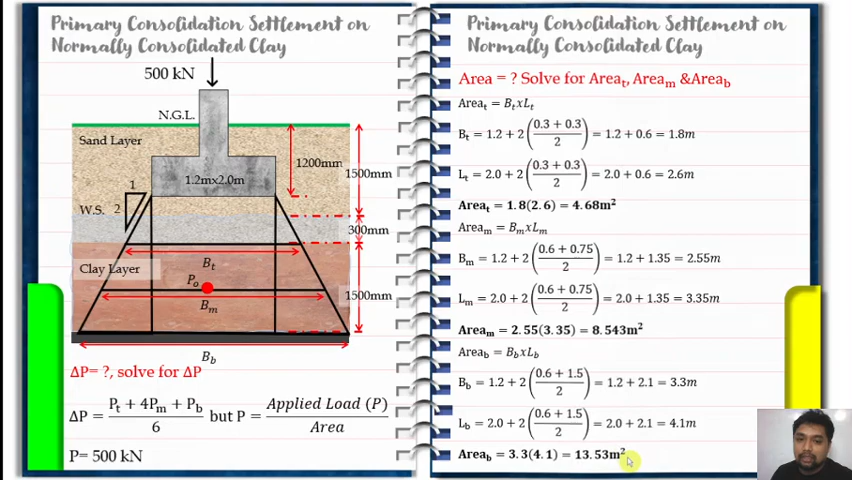 Primary Consolidation Settlement on
Normally Consolidated Clay
500 kN
N.G.L.
Sand Layer
1200mm
1500mm
1.2mx2.0m
1
2
W.S.
300mm
Bt
Clay Layer
Po
Bm
1500mm
Bb
ΔP= ?, solve for ΔP
ΔP = (Pt + 4Pm + Pb)/6 but P = Applied Load (P)/Area
P= 500 kN
Primary Consolidation Settlement on
Normally Consolidated Clay
Area = ? Solve for Areat, Aream &Areab
Areat = BtxLt
Bt = 1.2 + 2((0.3 + 0.3)/2) = 1.2 + 0.6 = 1.8m
Lt = 2.0 + 2((0.3 + 0.3)/2) = 2.0 + 0.6 = 2.6m
Areat = 1.8(2.6) = 4.68m²
Aream = BmxLm
Bm = 1.2 + 2((0.6 + 0.75)/2) = 1.2 + 1.35 = 2.55m
Lm = 2.0 + 2((0.6 + 0.75)/2) = 2.0 + 1.35 = 3.35m
Aream = 2.55(3.35) = 8.543m²
Areab = BbxLb
Bb = 1.2 + 2((0.6 + 1.5)/2) = 1.2 + 2.1 = 3.3m
Lb = 2.0 + 2((0.6 + 1.5)/2) = 2.0 + 2.1 = 4.1m
Areab = 3.3(4.1) = 13.53m²